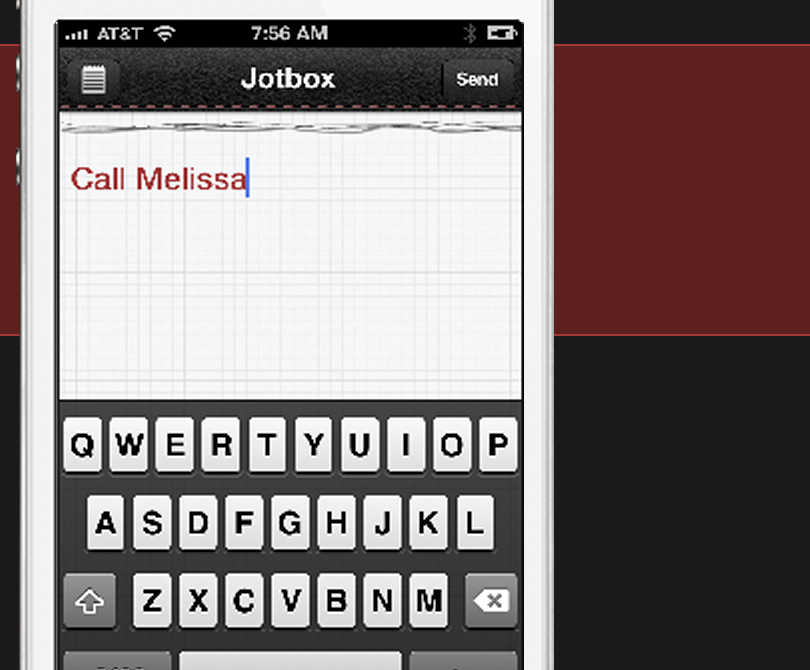 AT&T 7:56 AM
Jotbox Send
Call Melissa
Q W E R T Y U I O P
A S D F G H J K L
Z X C V B N M